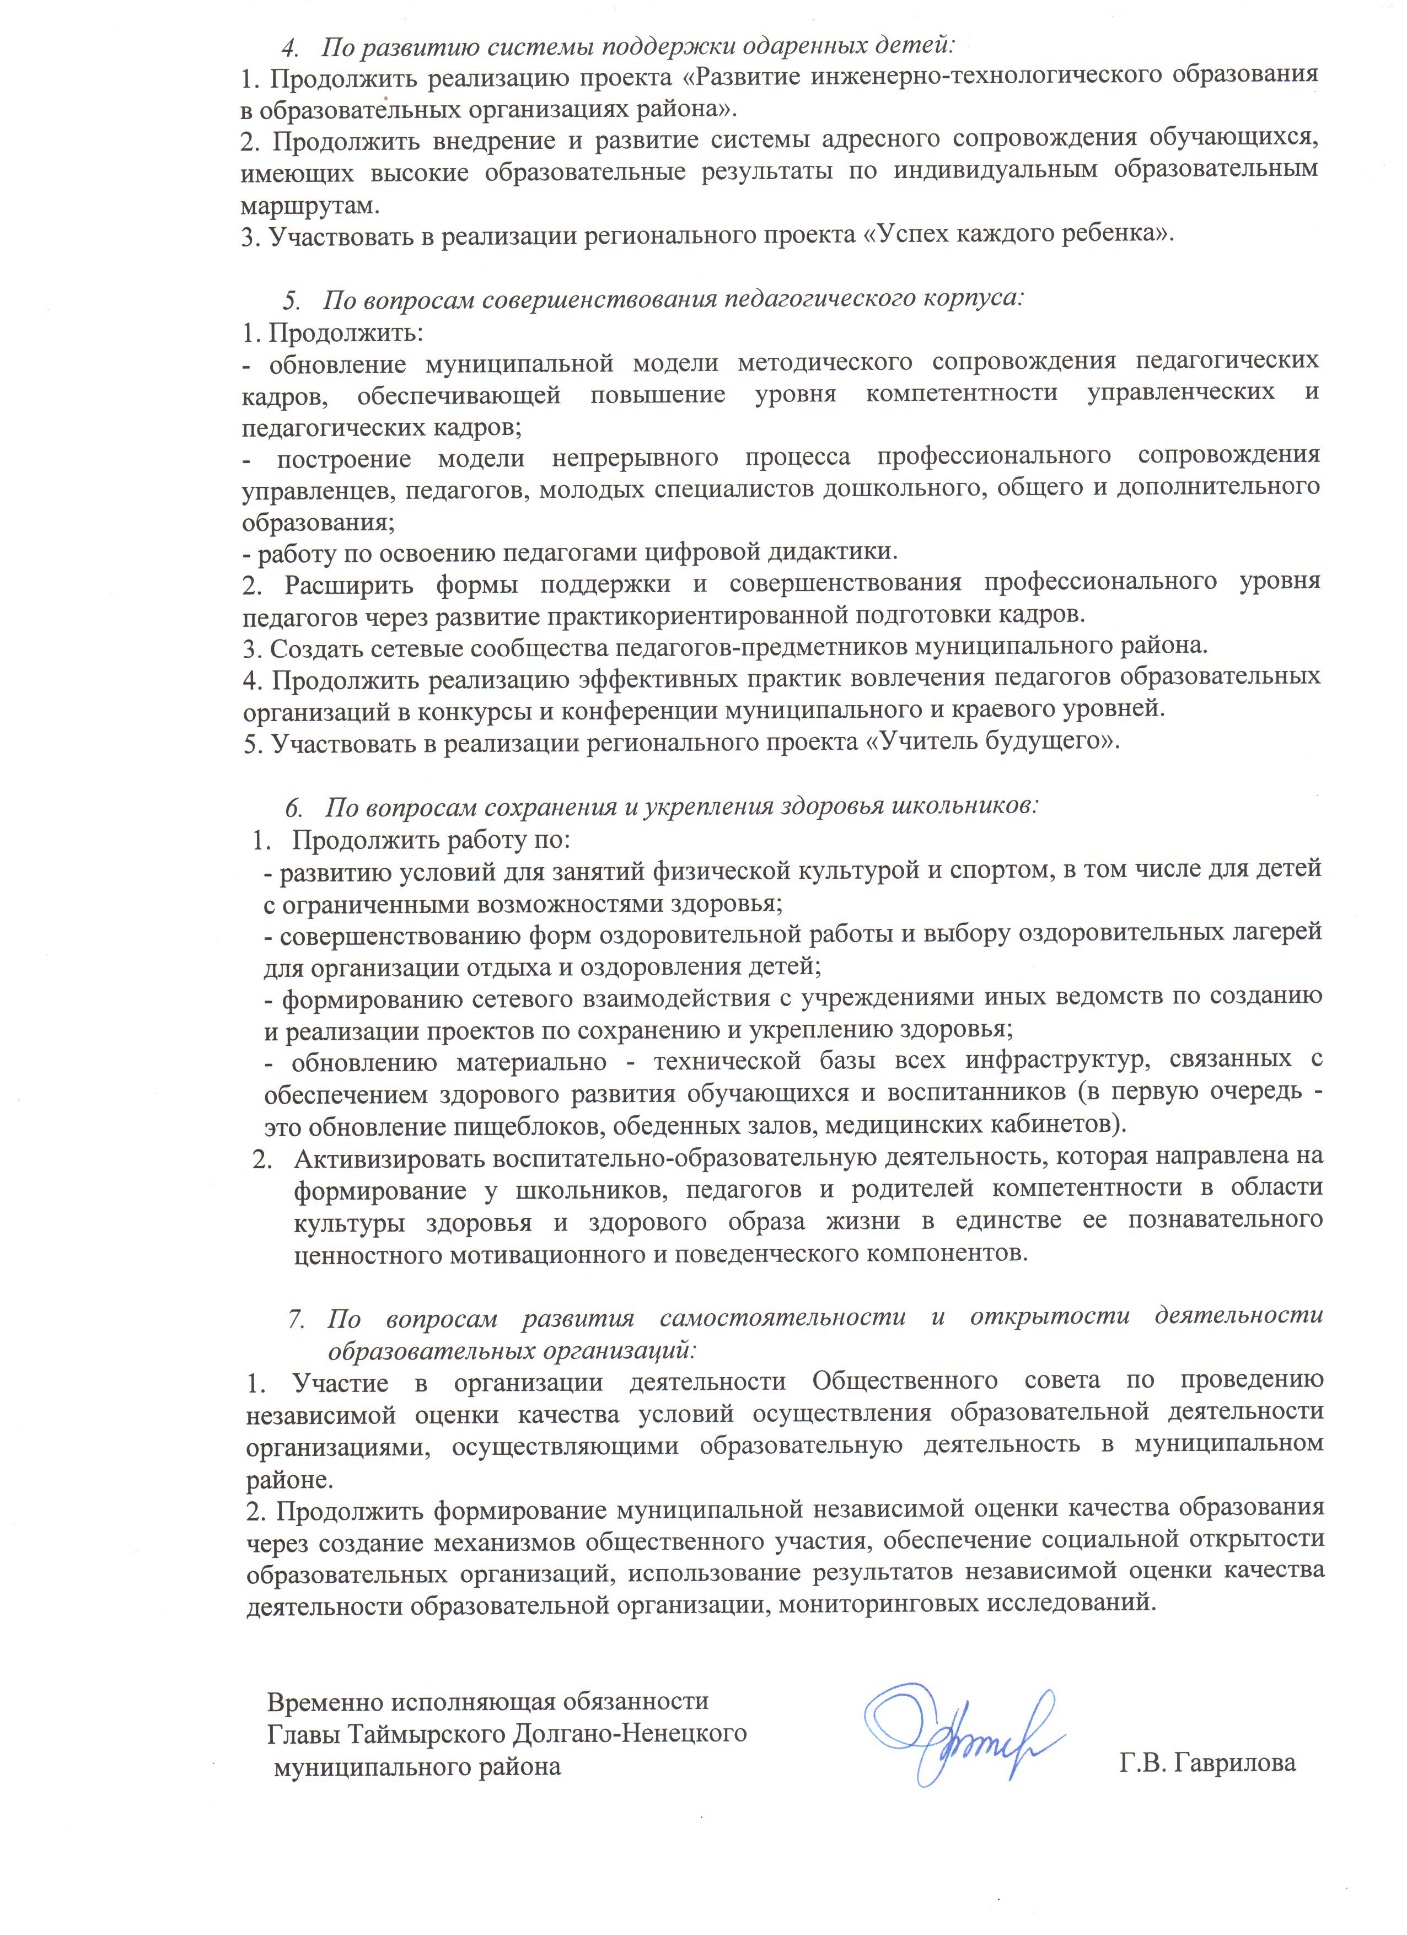 4. По развитию системы поддержки одаренных детей:
1. Продолжить реализацию проекта «Развитие инженерно-технологического образования
в образовательных организациях района».
2. Продолжить внедрение и развитие системы адресного сопровождения обучающихся,
имеющих высокие образовательные результаты по индивидуальным образовательным
маршрутам.
3. Участвовать в реализации регионального проекта «Успех каждого ребенка».
5. По вопросам совершенствования педагогического корпуса:
1. Продолжить:
- обновление муниципальной модели методического сопровождения педагогических
кадров, обеспечивающей повышение уровня компетентности управленческих и
педагогических кадров;
- построение модели непрерывного процесса профессионального сопровождения
управленцев, педагогов, молодых специалистов дошкольного, общего и дополнительного
образования;
- работу по освоению педагогами цифровой дидактики.
2. Расширить формы поддержки и совершенствования профессионального уровня
педагогов через развитие практикориентированной подготовки кадров.
3. Создать сетевые сообщества педагогов-предметников муниципального района.
4. Продолжить реализацию эффективных практик вовлечения педагогов образовательных
организаций в конкурсы и конференции муниципального и краевого уровней.
5. Участвовать в реализации регионального проекта «Учитель будущего».
6. По вопросам сохранения и укрепления здоровья школьников:
1. Продолжить работу по:
- развитию условий для занятий физической культурой и спортом, в том числе для детей
с ограниченными возможностями здоровья;
- совершенствованию форм оздоровительной работы и выбору оздоровительных лагерей
для организации отдыха и оздоровления детей;
- формированию сетевого взаимодействия с учреждениями иных ведомств по созданию
и реализации проектов по сохранению и укреплению здоровья;
- обновлению материально - технической базы всех инфраструктур, связанных с
обеспечением здорового развития обучающихся и воспитанников (в первую очередь -
это обновление пищеблоков, обеденных залов, медицинских кабинетов).
2. Активизировать воспитательно-образовательную деятельность, которая направлена на
формирование у школьников, педагогов и родителей компетентности в области
культуры здоровья и здорового образа жизни в единстве ее познавательного
ценностного мотивационного и поведенческого компонентов.
7. По вопросам развития самостоятельности и открытости деятельности
образовательных организаций:
1. Участие в организации деятельности Общественного совета по проведению
независимой оценки качества условий осуществления образовательной деятельности
организациями, осуществляющими образовательную деятельность в муниципальном
районе.
2. Продолжить формирование муниципальной независимой оценки качества образования
через создание механизмов общественного участия, обеспечение социальной открытости
образовательных организаций, использование результатов независимой оценки качества
деятельности образовательной организации, мониторинговых исследований.
Временно исполняющая обязанности
Главы Таймырского Долгано-Ненецкого
муниципального района
Г.В. Гаврилова